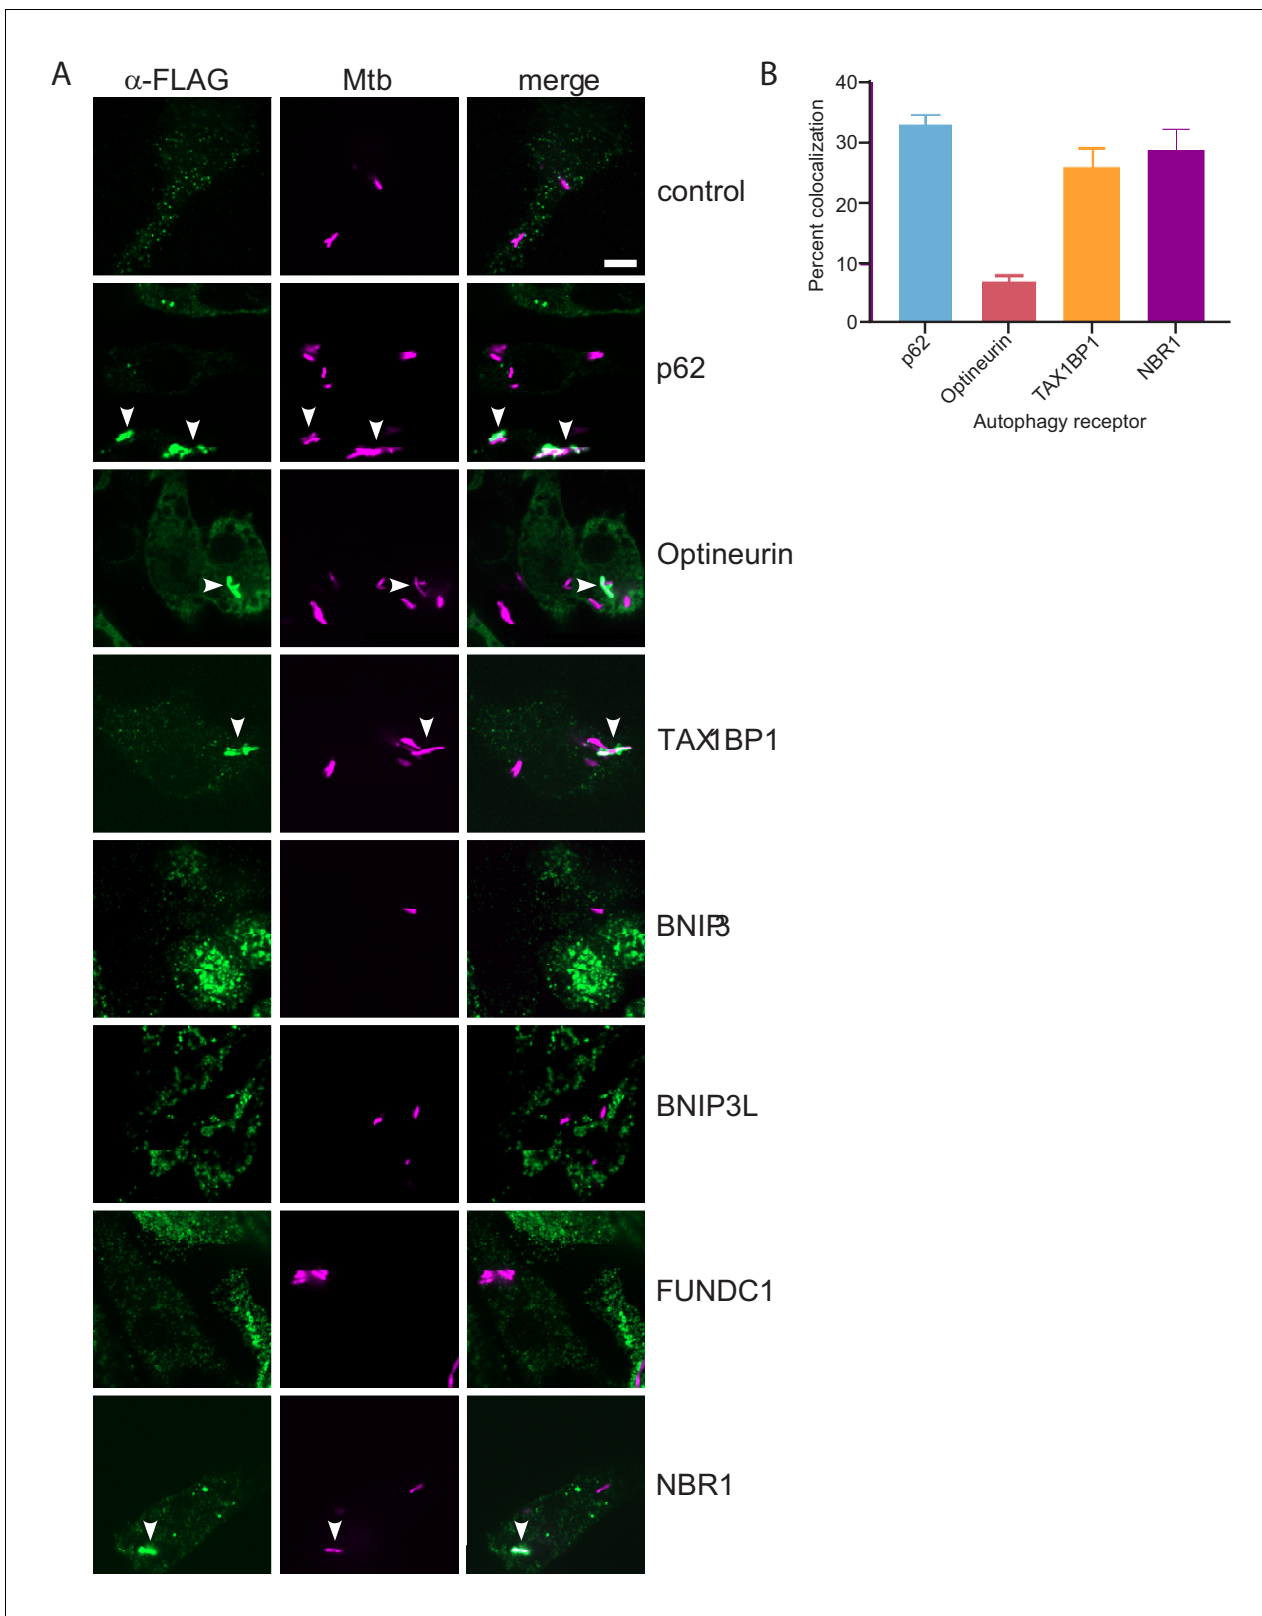 A
α-FLAG
Mtb
merge
control
p62
Optineurin
TAX1BP1
BNIP3
BNIP3L
FUNDC1
NBR1
B
Percent colocalization
40
30
20
10
0
p62
Optineurin
TAX1BP1
NBR1
Autophagy receptor